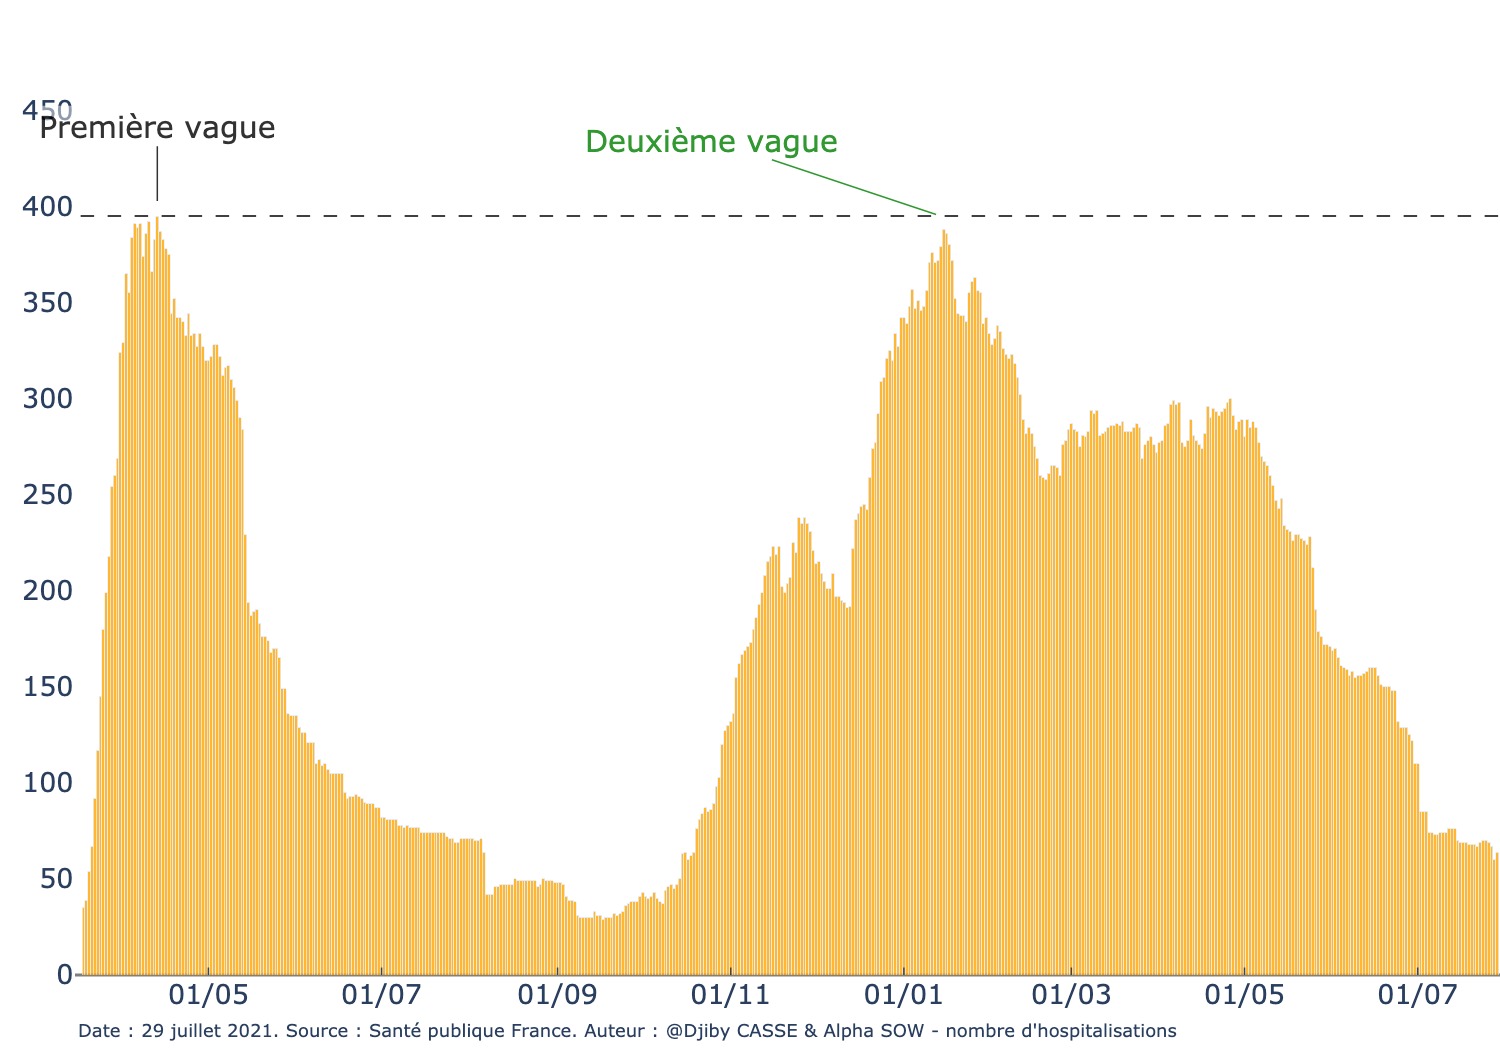 450
Première vague
Deuxième vague
400
350
300
250
200
150
100
50
0
01/05 01/07 01/09 01/11 01/01 01/03 01/05 01/07
Date : 29 juillet 2021. Source : Santé publique France. Auteur : @Djiby CASSE & Alpha SOW - nombre d'hospitalisations